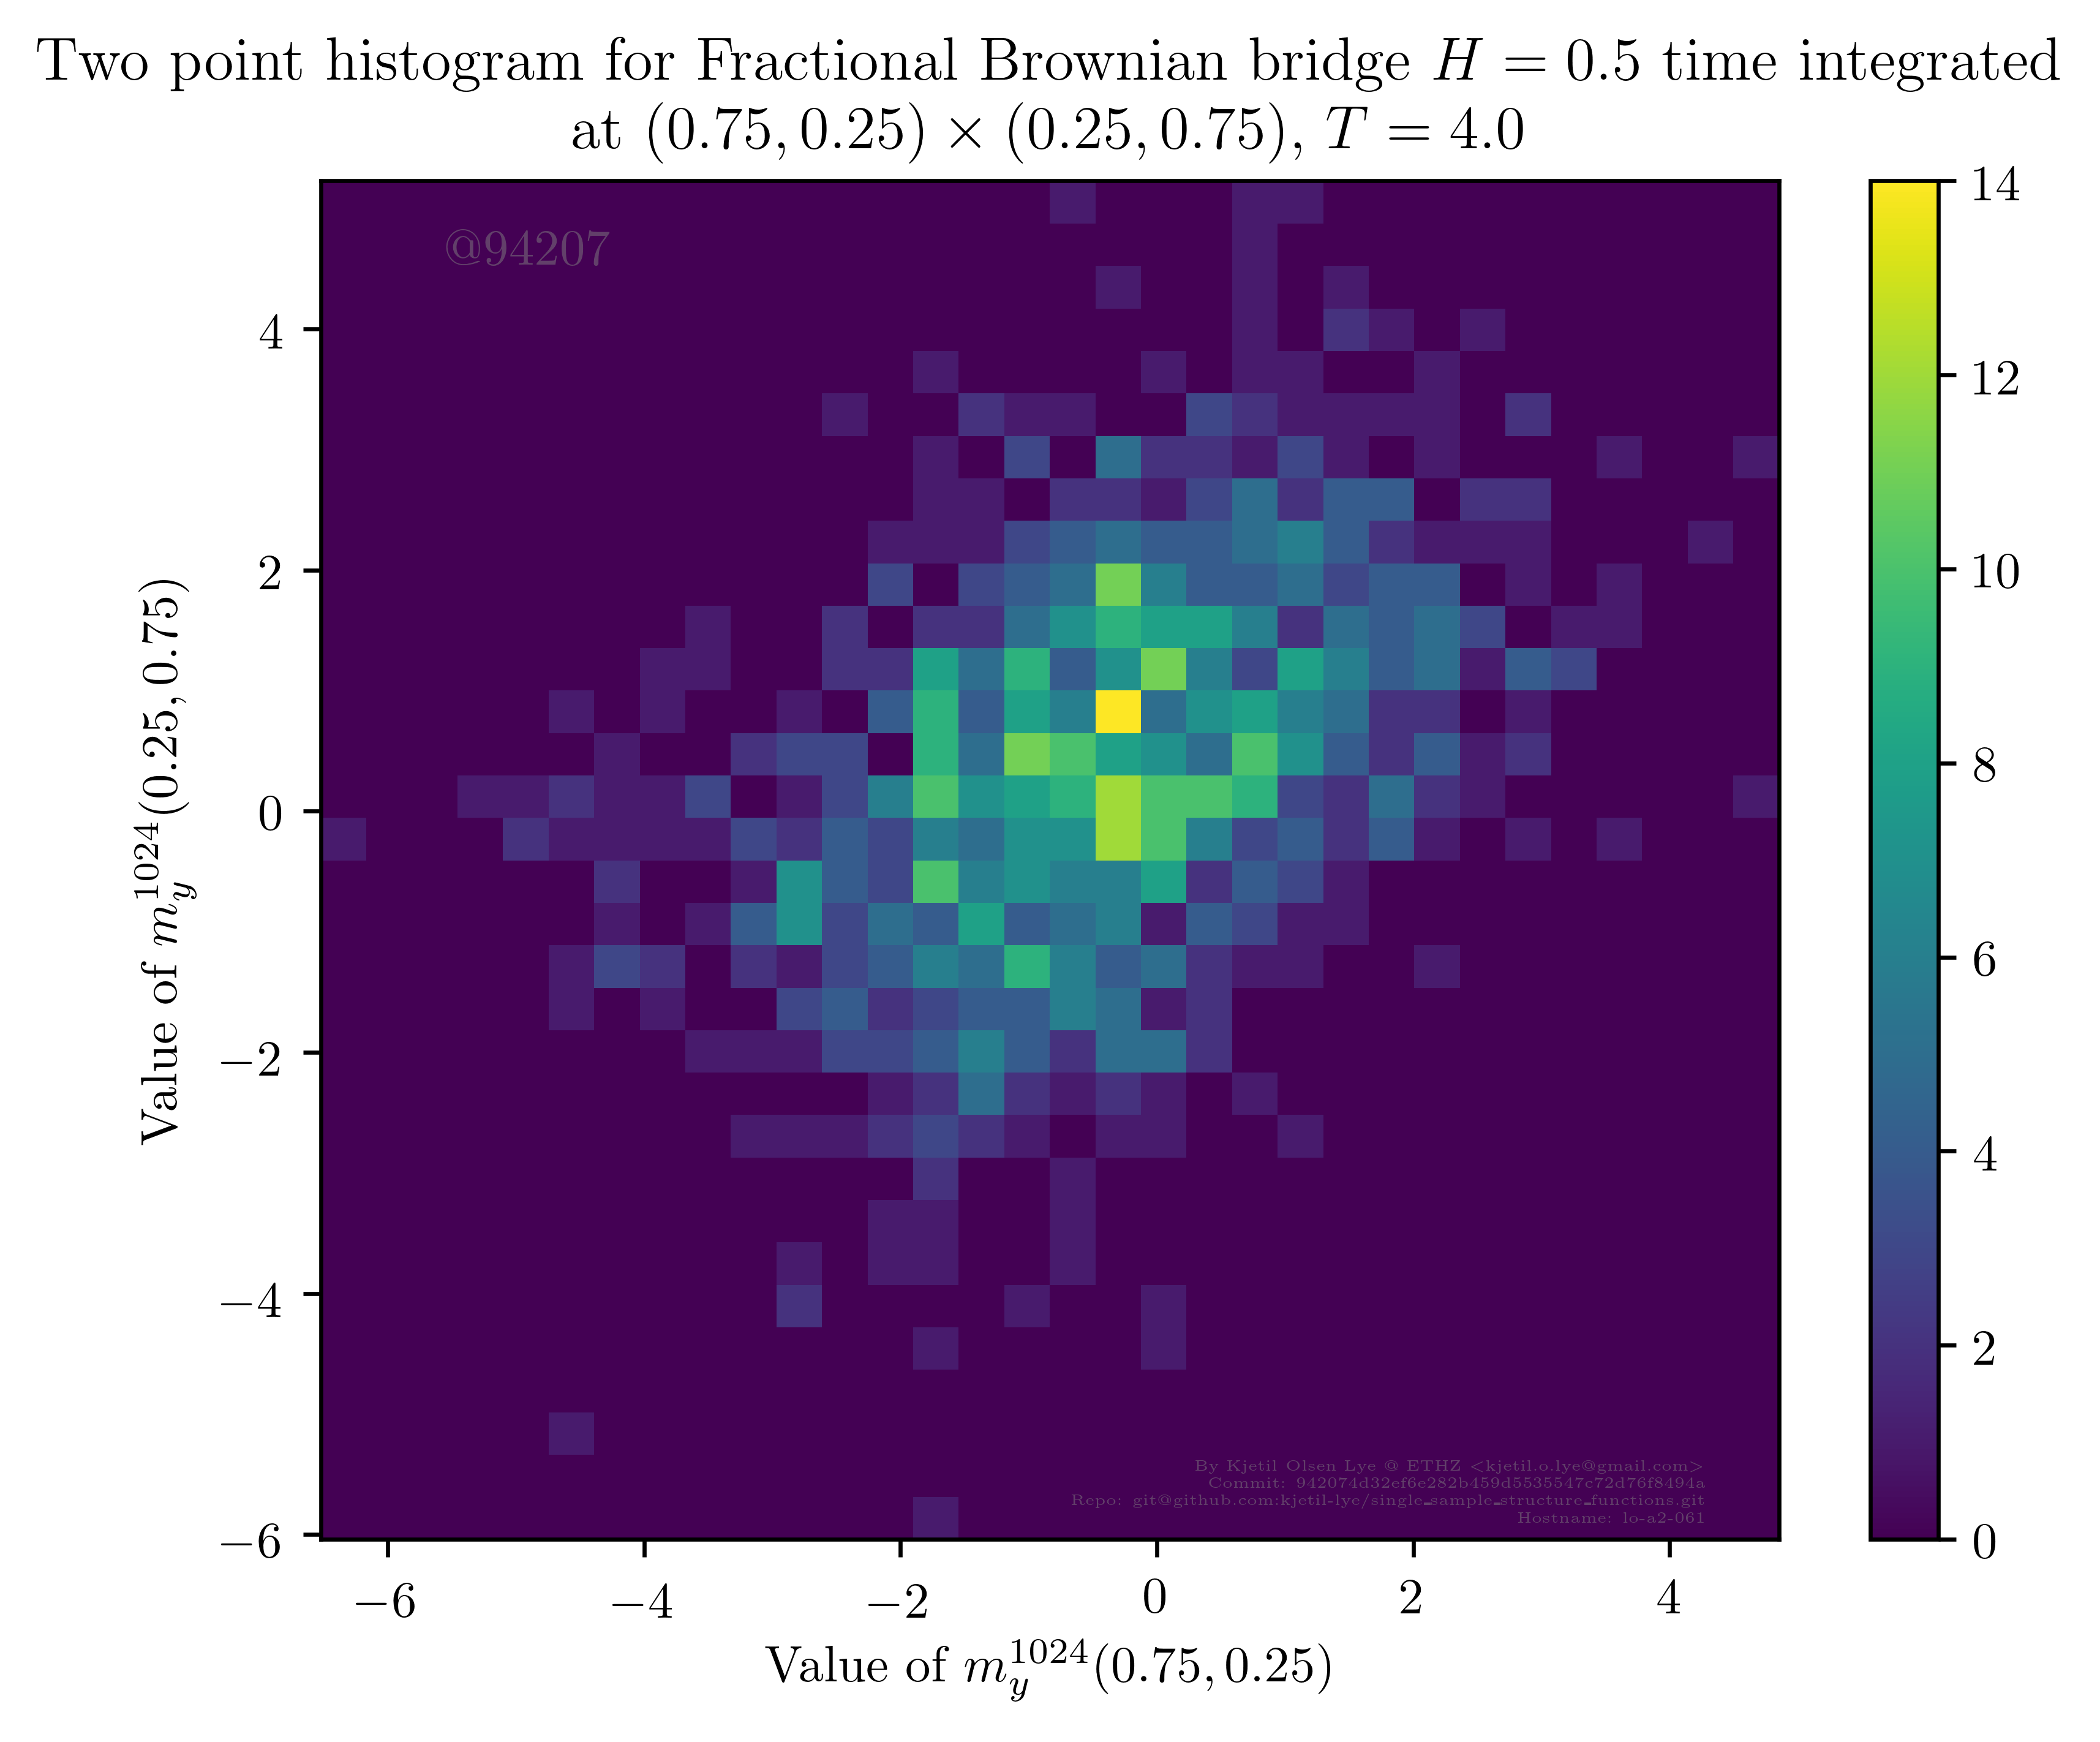 Two point histogram for Fractional Brownian bridge H = 0.5 time integrated
at (0.75, 0.25) × (0.25, 0.75), T = 4.0
@94207
4
2
0
−2
−4
−6
Value of m_y^{1024}(0.25, 0.75)
−6 −4 −2 0 2 4
Value of m_y^{1024}(0.75, 0.25)
14
12
10
8
6
4
2
0
By Kjetil Olsen Lye @ ETHZ <kjetil.o.lye@gmail.com>
Commit: 942074d32ef6e282b459d5535547c72d76f8494a
Repo: git@github.com:kjetil-lye/single_sample_structure_functions.git
Hostname: lo-a2-061